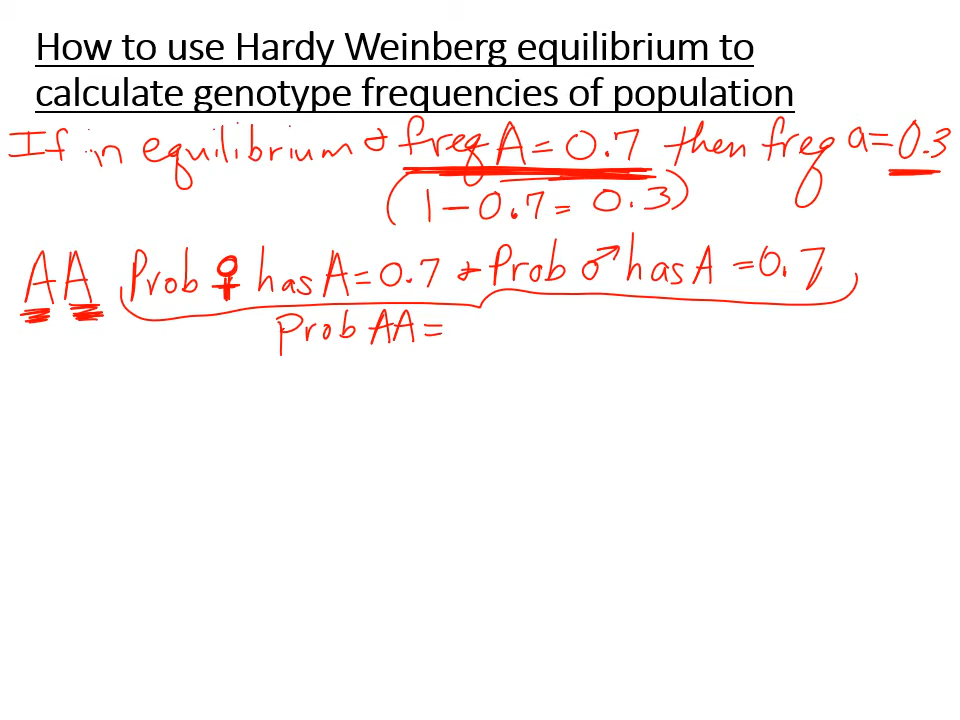 How to use Hardy Weinberg equilibrium to
calculate genotype frequencies of population
If in equilibrium & freq A = 0.7 then freq a = 0.3
(1 - 0.7 = 0.3)
AA Prob ♀ has A = 0.7 & Prob ♂ has A = 0.7
Prob AA =